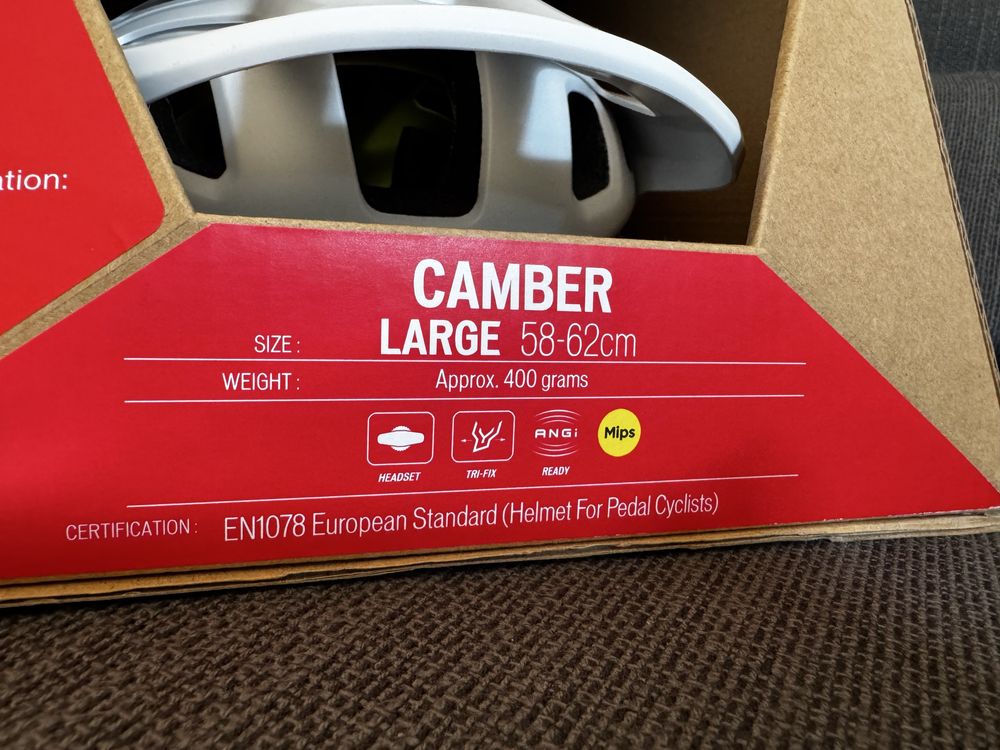 ation:
CAMBER
SIZE : LARGE 58-62cm
WEIGHT : Approx. 400 grams
HEADSET
TRI-FIX
ANGi
READY
Mips
CERTIFICATION : EN1078 European Standard (Helmet For Pedal Cyclists)